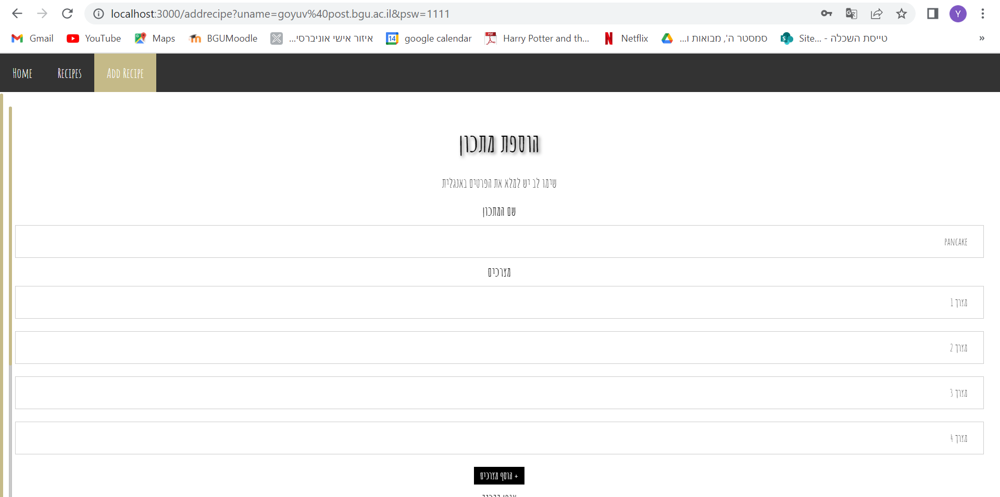 localhost:3000/addrecipe?uname=goyuv%40post.bgu.ac.il&psw=1111
Y
Gmail YouTube Maps BGUMoodle איזור אישי אוניברסי... 14 google calendar PDF Harry Potter and th... Netflix סמסטר ה', מבואות ו... S טייסת השכלה - Site... »
Home Recipes Add Recipe
הוספת מתכון
שימו לב יש למלא את הפרטים באנגלית
שם המתכון
pancake
מצרכים
מצרך 1
מצרך 2
מצרך 3
מצרך 4
+ הוסף מצרכים